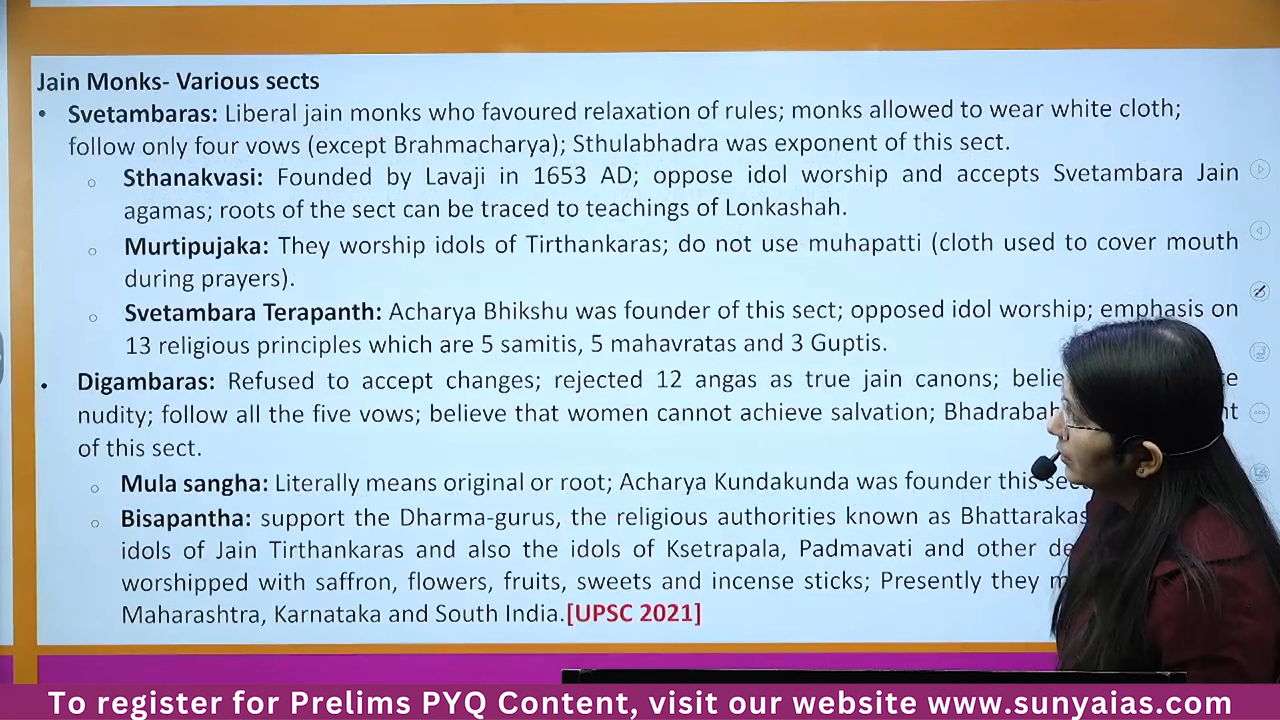 Jain Monks- Various sects
• Svetambaras: Liberal jain monks who favoured relaxation of rules; monks allowed to wear white cloth;
follow only four vows (except Brahmacharya); Sthulabhadra was exponent of this sect.
o Sthanakvasi: Founded by Lavaji in 1653 AD; oppose idol worship and accepts Svetambara Jain
agamas; roots of the sect can be traced to teachings of Lonkashah.
o Murtipujaka: They worship idols of Tirthankaras; do not use muhapatti (cloth used to cover mouth
during prayers).
o Svetambara Terapanth: Acharya Bhikshu was founder of this sect; opposed idol worship; emphasis on
13 religious principles which are 5 samitis, 5 mahavratas and 3 Guptis.
• Digambaras: Refused to accept changes; rejected 12 angas as true jain canons;
nudity; follow all the five vows; believe that women cannot achieve salvation;
of this sect.
o Mula sangha: Literally means original or root; Acharya Kundakunda was founder this
o Bisapantha: support the Dharma-gurus, the religious authorities known as Bhattarakas
idols of Jain Tirthankaras and also the idols of Ksetrapala, Padmavati and other
worshipped with saffron, flowers, fruits, sweets and incense sticks; Presently they
Maharashtra, Karnataka and South India.[UPSC 2021]
To register for Prelims PYQ Content, visit our website www.sunyaias.com